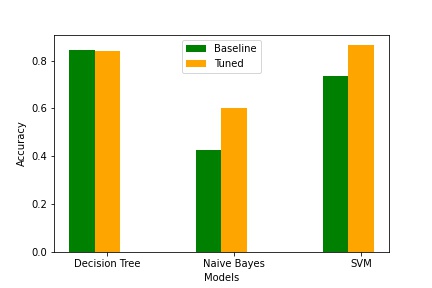 Baseline
Tuned
0.8
0.6
0.4
0.2
0.0
Accuracy
Decision Tree
Naive Bayes
SVM
Models